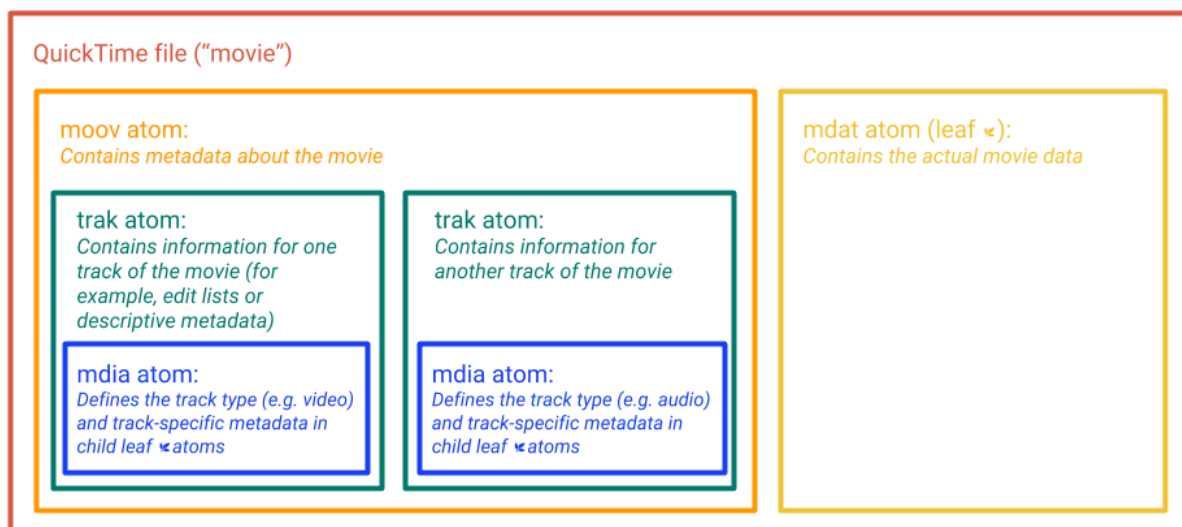 QuickTime file (“movie”)
moov atom:
Contains metadata about the movie
trak atom:
Contains information for one
track of the movie (for
example, edit lists or
descriptive metadata)
mdia atom:
Defines the track type (e.g. video)
and track-specific metadata in
child leaf 🌿atoms
trak atom:
Contains information for
another track of the movie
mdia atom:
Defines the track type (e.g. audio)
and track-specific metadata in
child leaf 🌿atoms
mdat atom (leaf 🌿):
Contains the actual movie data